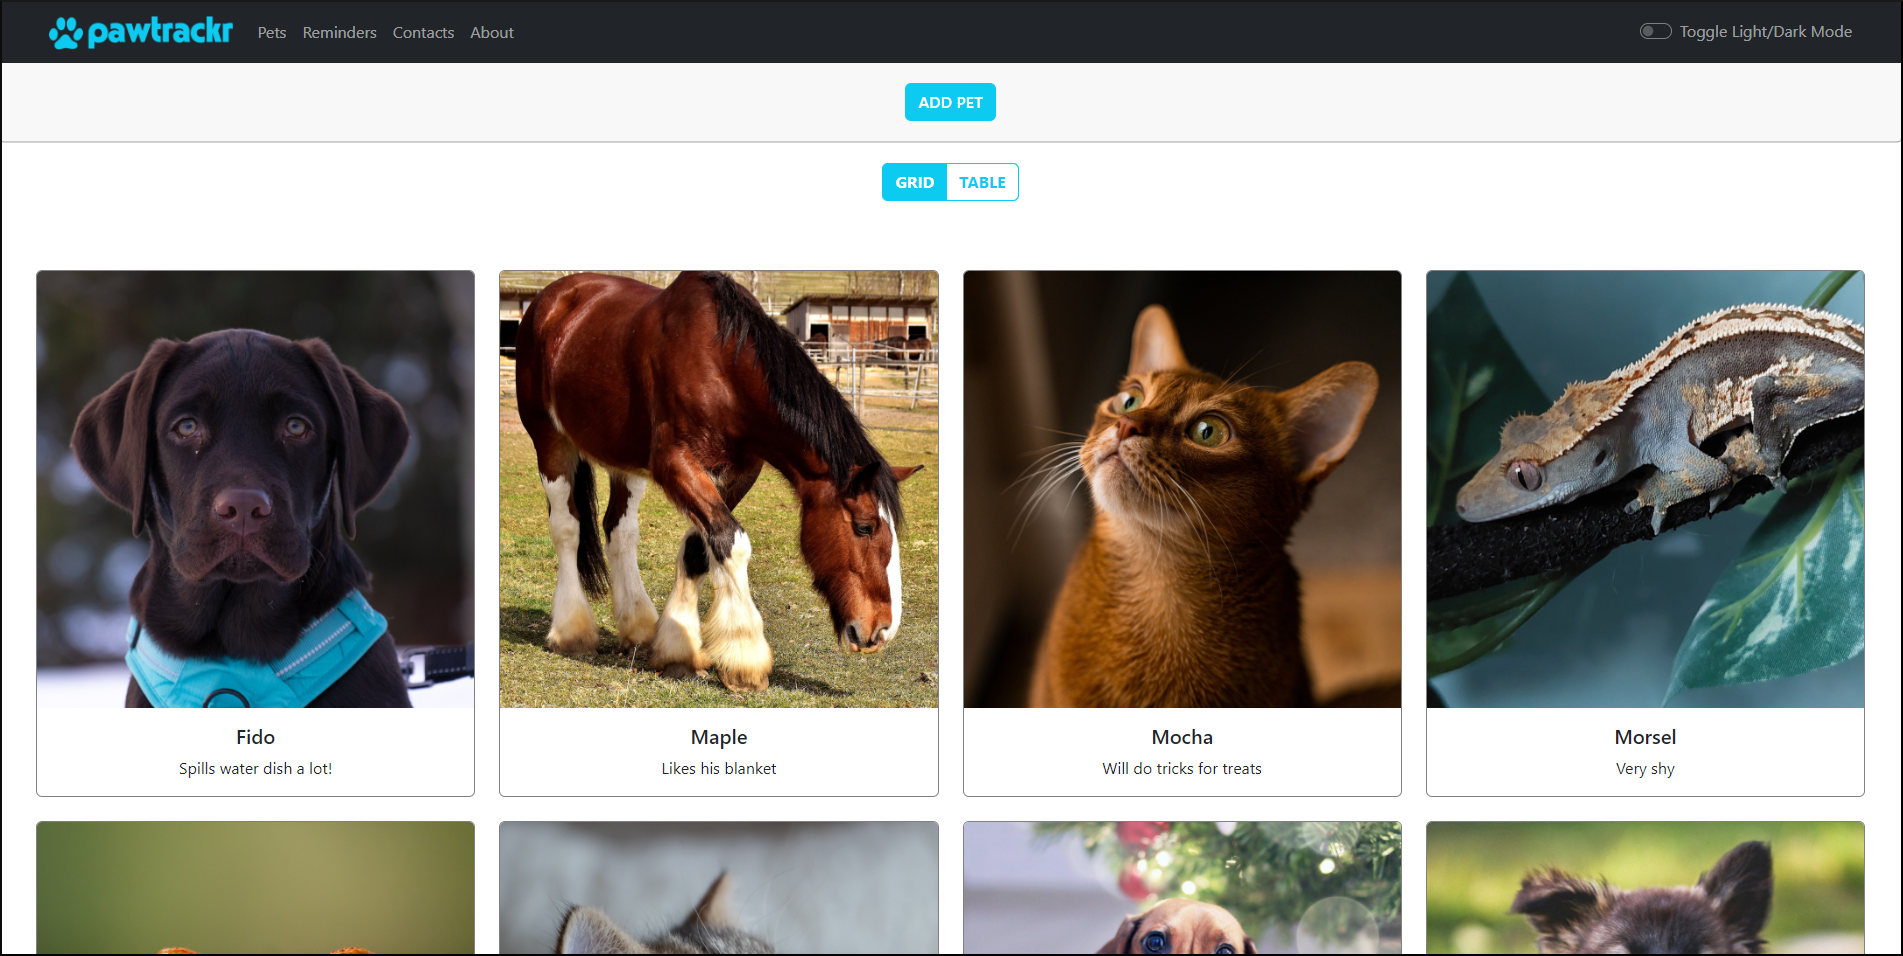 pawtrackr Pets Reminders Contacts About Toggle Light/Dark Mode
ADD PET
GRID TABLE
Fido
Spills water dish a lot!
Maple
Likes his blanket
Mocha
Will do tricks for treats
Morsel
Very shy